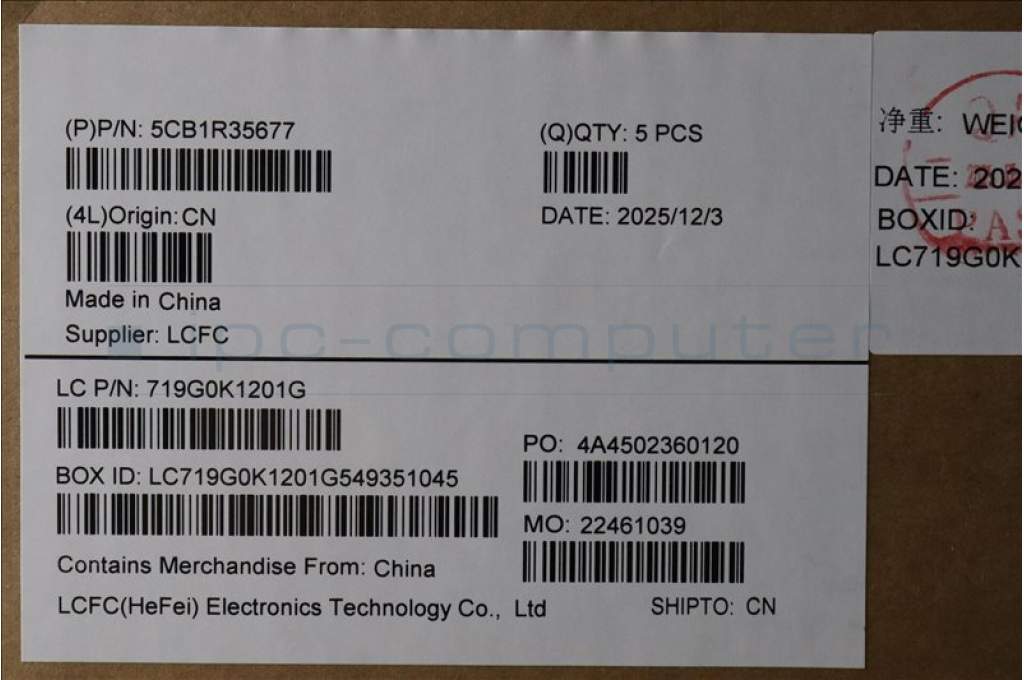 (P)P/N: 5CB1R35677
(Q)QTY: 5 PCS
(4L)Origin:CN
DATE: 2025/12/3
Made in China
Supplier: LCFC
ipc-computer
LC P/N: 719G0K1201G
PO: 4A4502360120
BOX ID: LC719G0K1201G549351045
MO: 22461039
Contains Merchandise From: China
LCFC(HeFei) Electronics Technology Co., Ltd
SHIPTO: CN
净重:
DATE: 202
BOXID:
LC719G0K